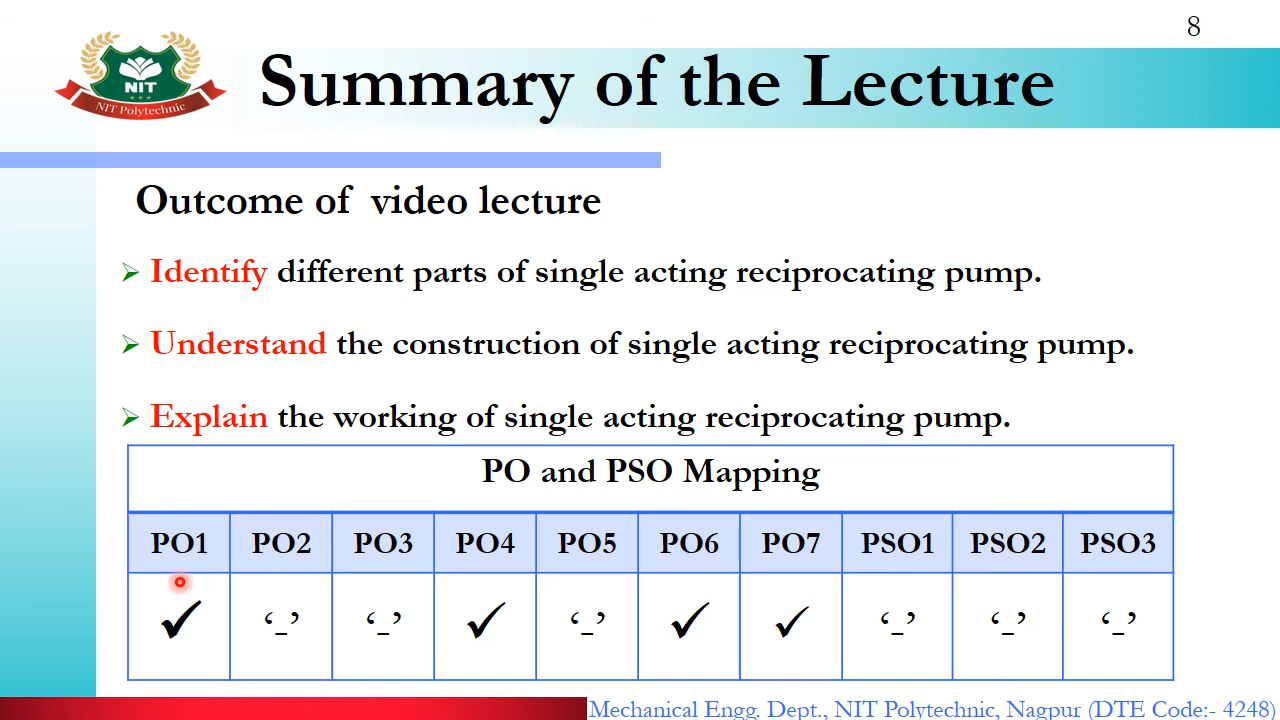 8
NIT
NIT Polytechnic
Summary of the Lecture
Outcome of video lecture
➢ Identify different parts of single acting reciprocating pump.
➢ Understand the construction of single acting reciprocating pump.
➢ Explain the working of single acting reciprocating pump.
PO and PSO Mapping
PO1 PO2 PO3 PO4 PO5 PO6 PO7 PSO1 PSO2 PSO3
✓ ‘-’ ‘-’ ✓ ‘-’ ✓ ✓ ‘-’ ‘-’ ‘-’
Mechanical Engg. Dept., NIT Polytechnic, Nagpur (DTE Code:- 4248)